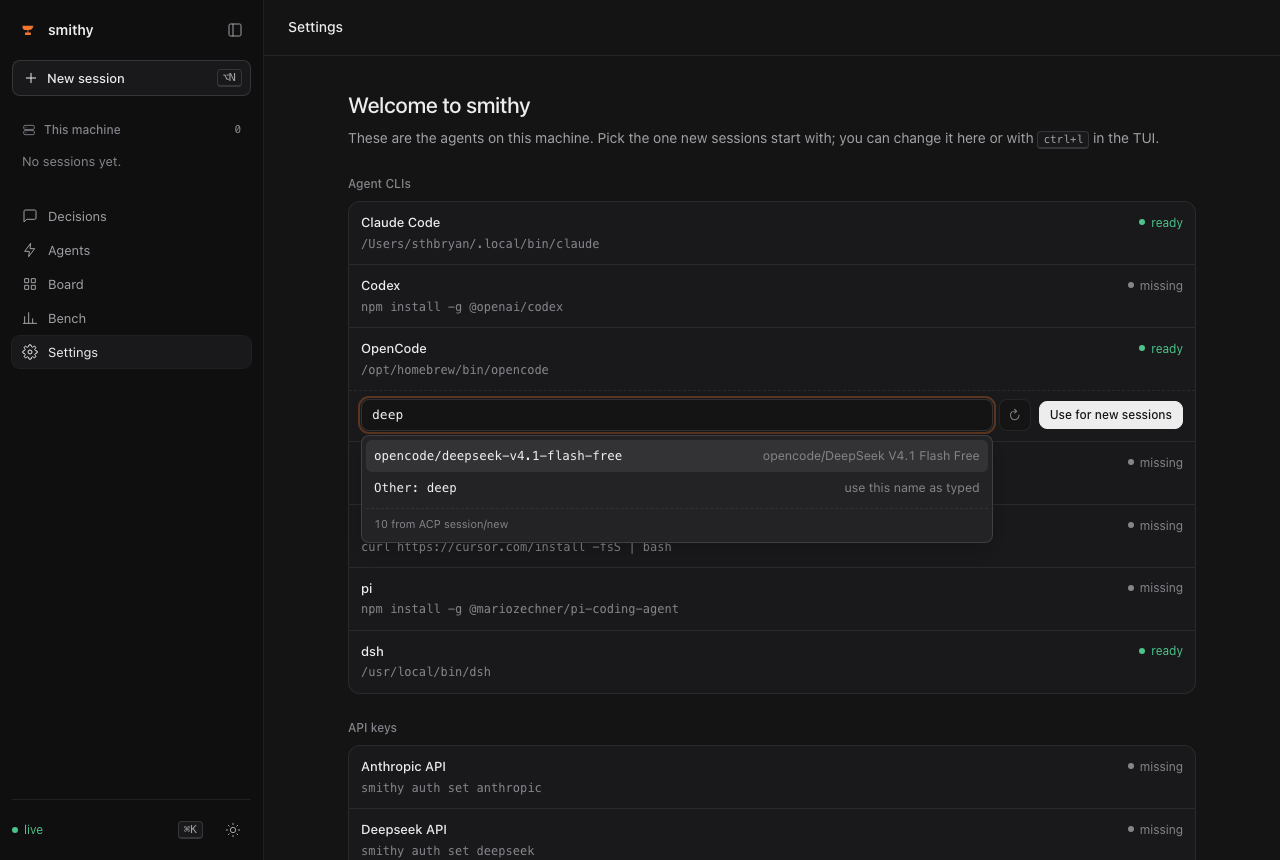 smithy
New session
⌥N
This machine
0
No sessions yet.
Decisions
Agents
Board
Bench
Settings
live
⌘K
Settings
Welcome to smithy
These are the agents on this machine. Pick the one new sessions start with; you can change it here or with ctrl+l in the TUI.
Agent CLIs
Claude Code
ready
/Users/sthbryan/.local/bin/claude
Codex
missing
npm install -g @openai/codex
OpenCode
ready
/opt/homebrew/bin/opencode
deep
Use for new sessions
opencode/deepseek-v4.1-flash-free
opencode/DeepSeek V4.1 Flash Free
missing
Other: deep
use this name as typed
10 from ACP session/new
missing
curl https://cursor.com/install -fsS | bash
pi
missing
npm install -g @mariozechner/pi-coding-agent
dsh
ready
/usr/local/bin/dsh
API keys
Anthropic API
missing
smithy auth set anthropic
Deepseek API
missing
smithy auth set deepseek